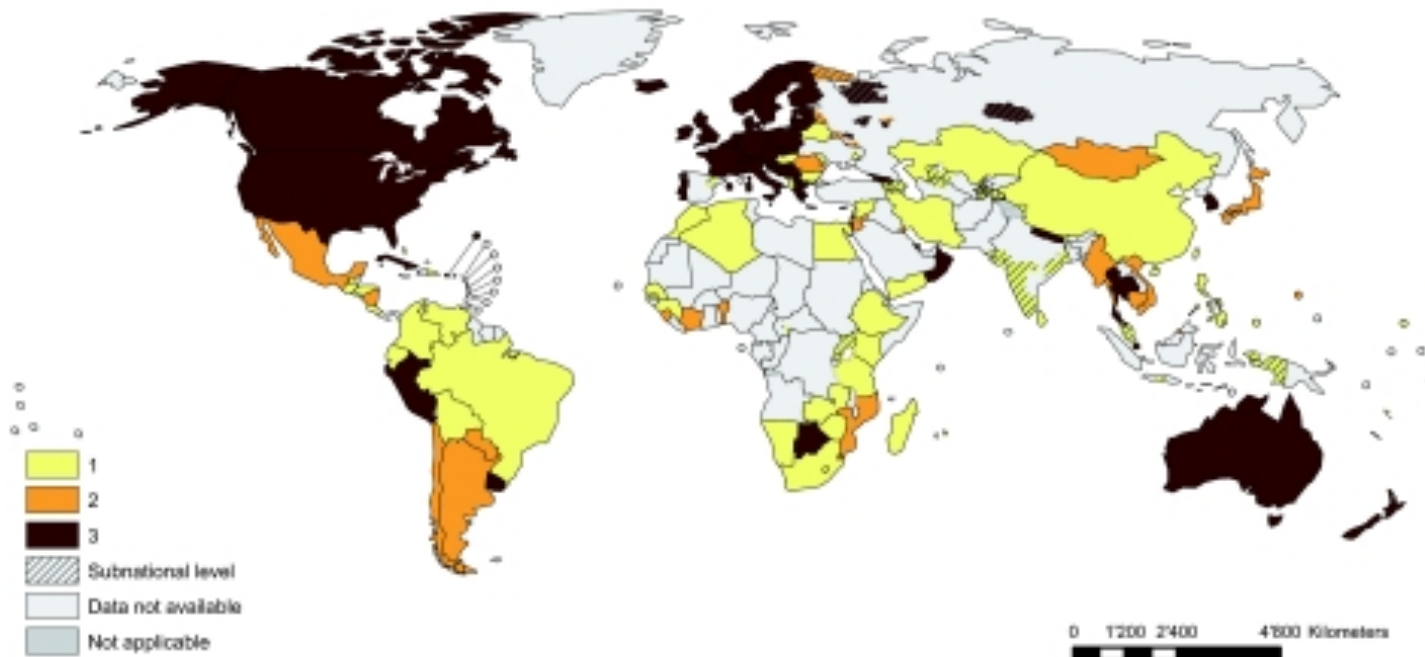 1
2
3
Subnational level
Data not available
Not applicable
0 1'200 2'400 4'800 Kilometers